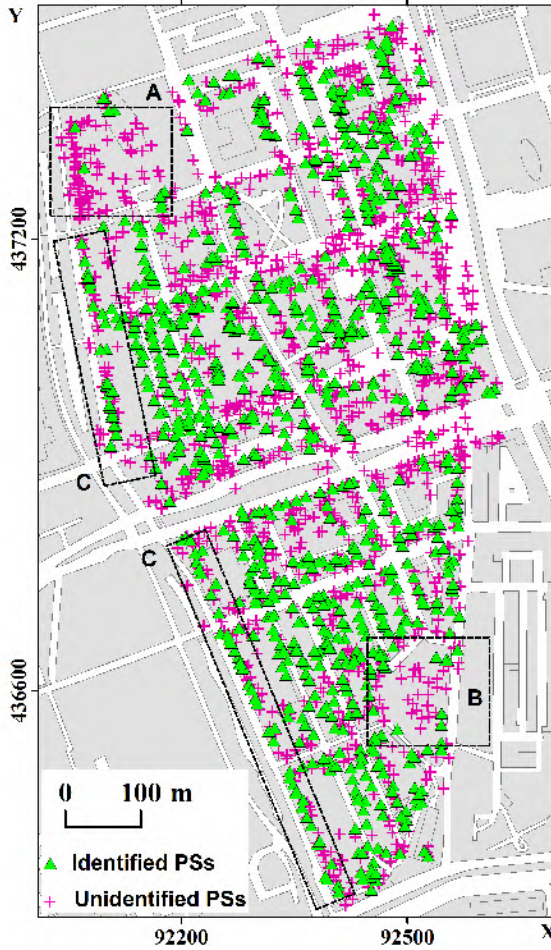 Y
A
437200
C
C
436600
B
0 100 m
Identified PSs
Unidentified PSs
92200 92500 X